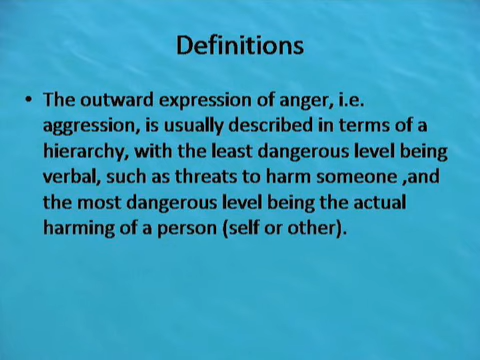 Definitions
• The outward expression of anger, i.e.
aggression, is usually described in terms of a
hierarchy, with the least dangerous level being
verbal, such as threats to harm someone ,and
the most dangerous level being the actual
harming of a person (self or other).